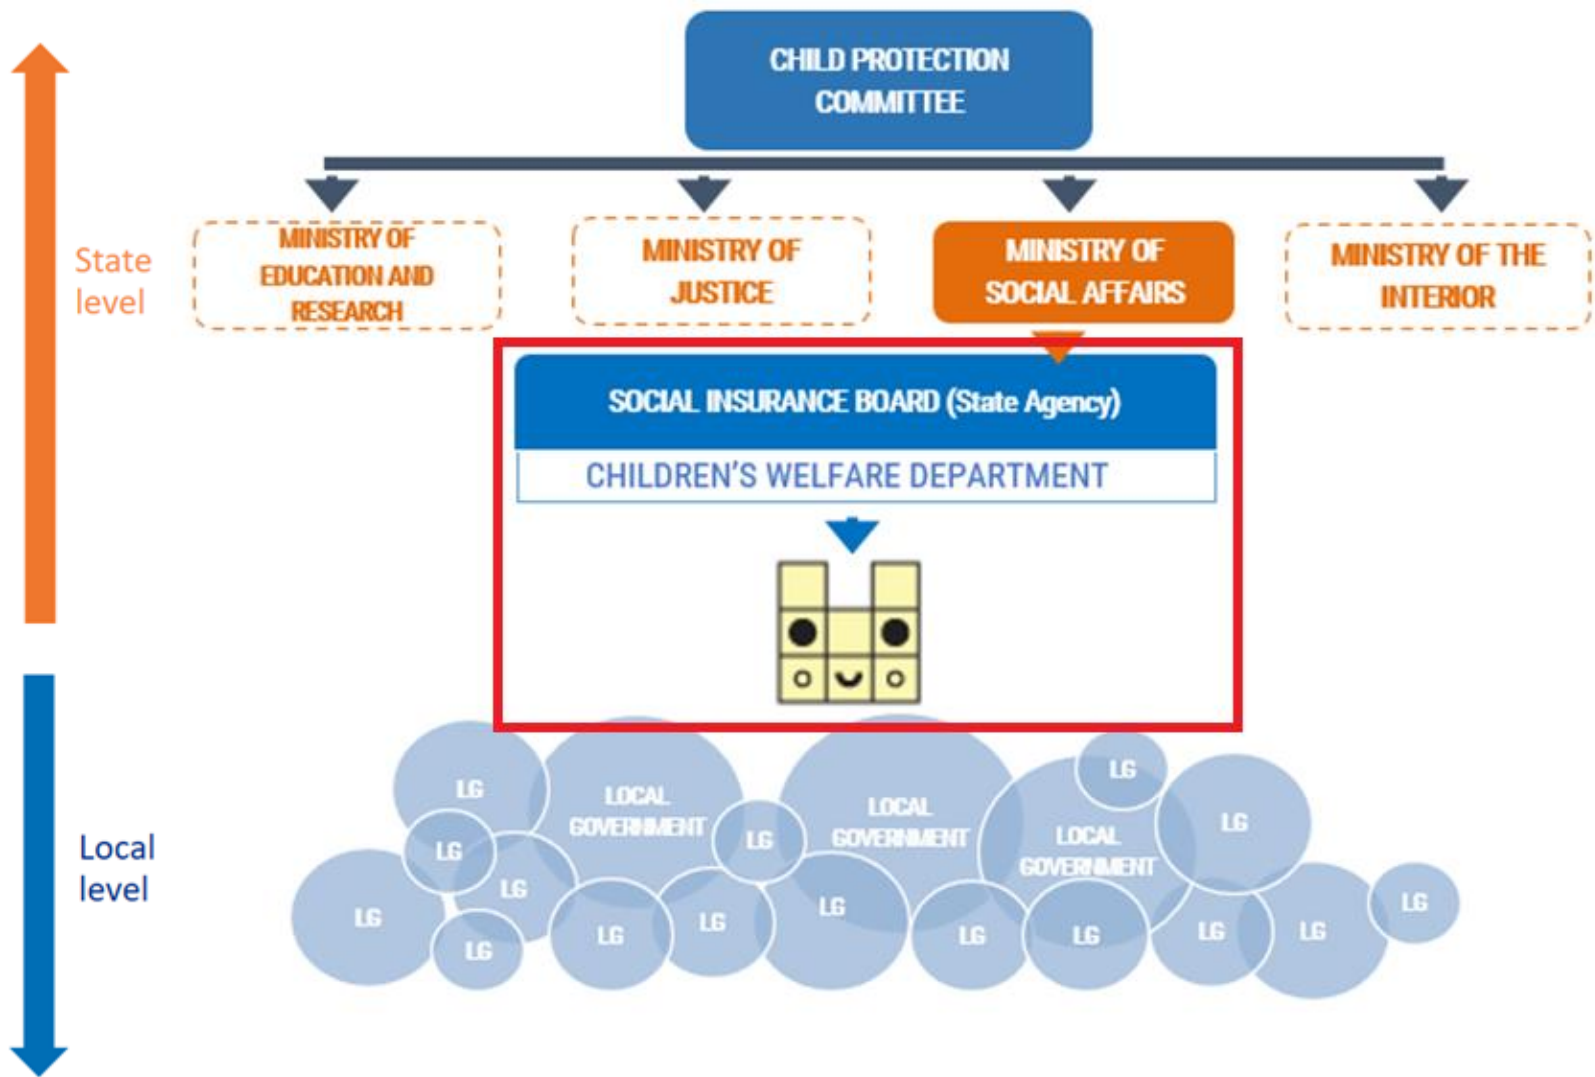 CHILD PROTECTION
COMMITTEE
State
level
MINISTRY OF
EDUCATION AND
RESEARCH
MINISTRY OF
JUSTICE
MINISTRY OF
SOCIAL AFFAIRS
MINISTRY OF THE
INTERIOR
SOCIAL INSURANCE BOARD (State Agency)
CHILDREN'S WELFARE DEPARTMENT
Local
level
LG
LOCAL
GOVERNMENT
LG
LOCAL
GOVERNMENT
LG
LOCAL
GOVERNMENT
LG
LG
LG
LG
LG
LG
LG
LG
LG
LG
LG
LG
LG
LG